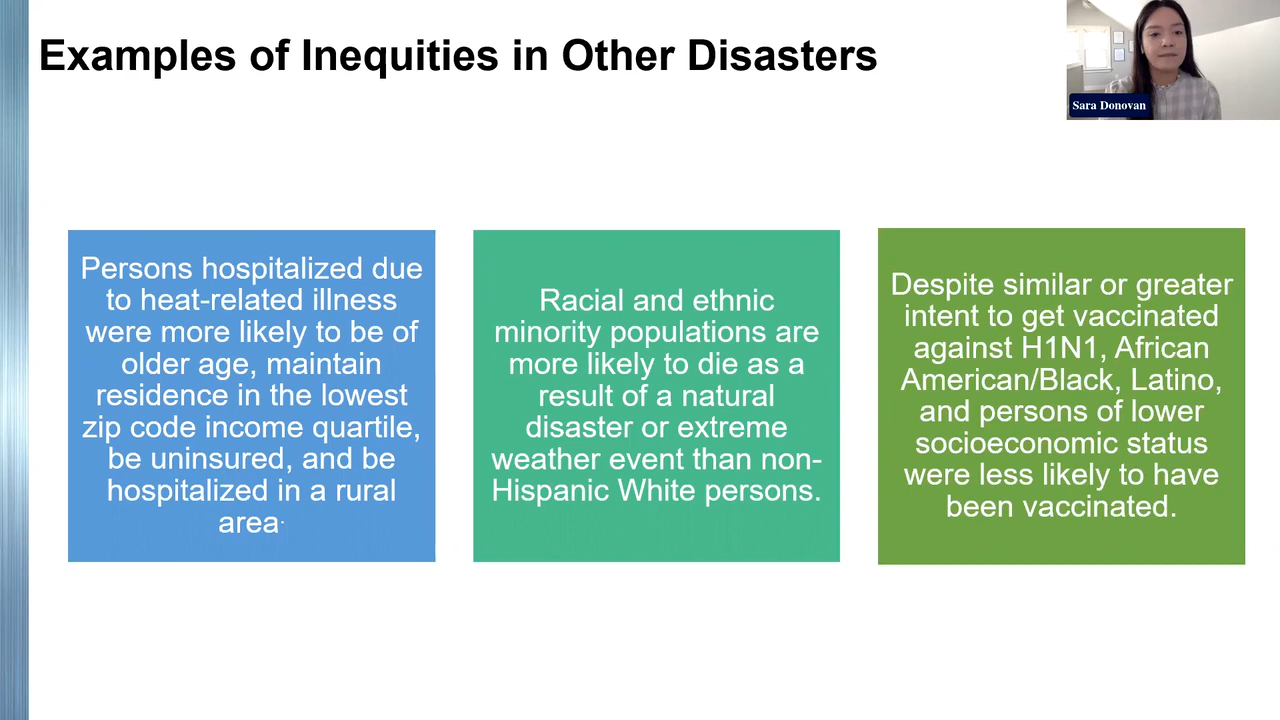 Examples of Inequities in Other Disasters
Sara Donovan
Persons hospitalized due
to heat-related illness
were more likely to be of
older age, maintain
residence in the lowest
zip code income quartile,
be uninsured, and be
hospitalized in a rural
area.
Racial and ethnic
minority populations are
more likely to die as a
result of a natural
disaster or extreme
weather event than non-
Hispanic White persons.
Despite similar or greater
intent to get vaccinated
against H1N1, African
American/Black, Latino,
and persons of lower
socioeconomic status
were less likely to have
been vaccinated.